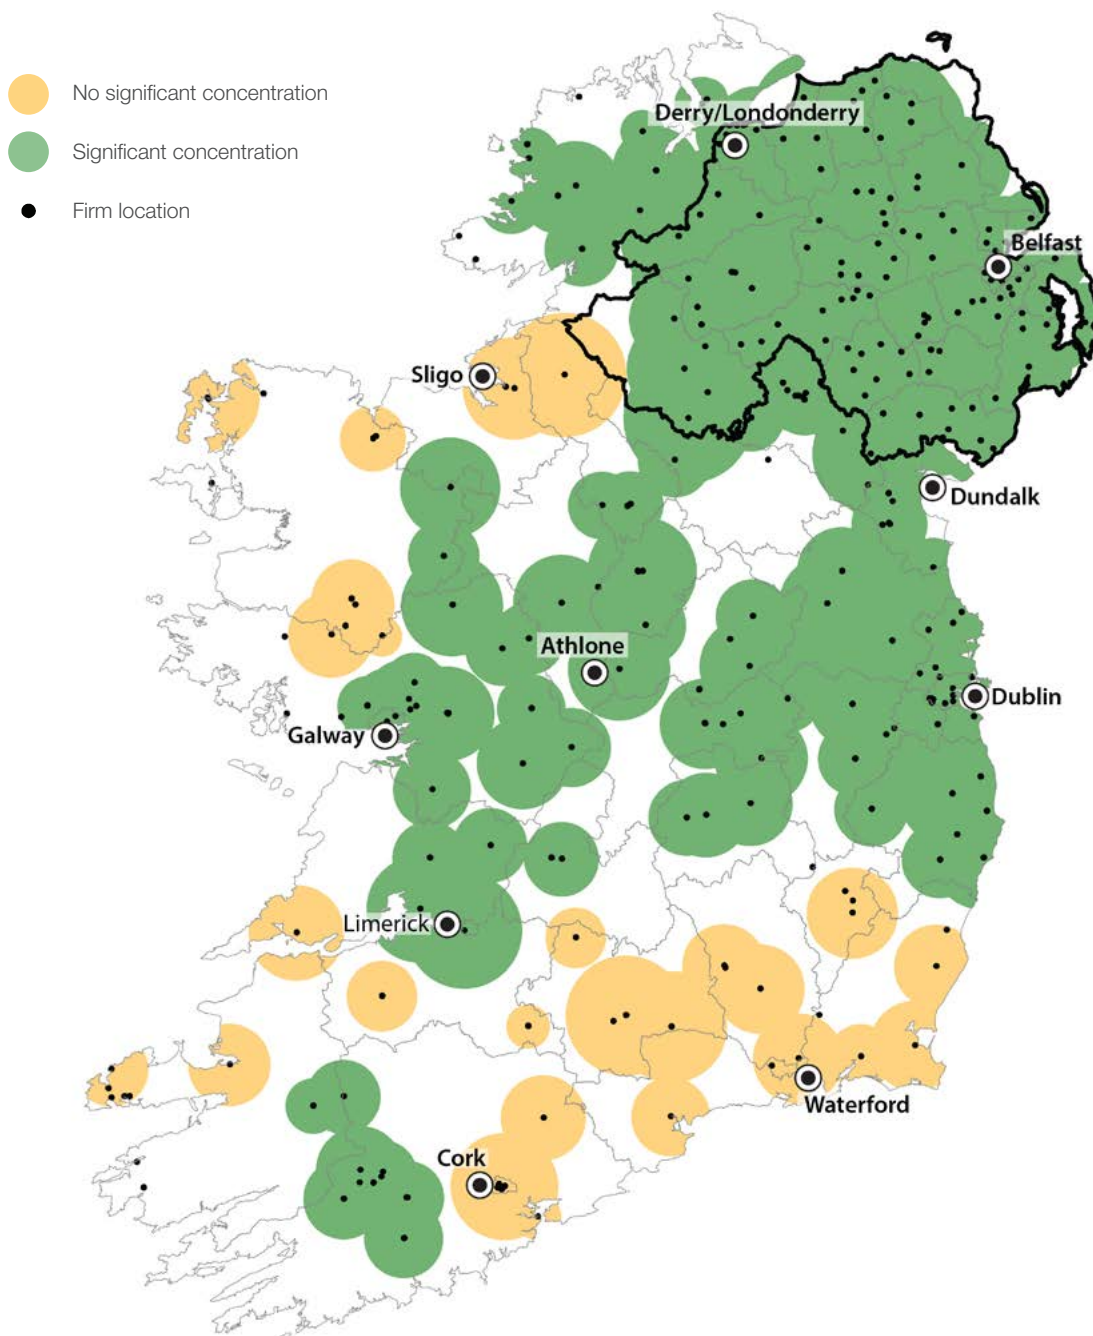 No significant concentration
Significant concentration
Firm location
Derry/Londonderry
Belfast
Sligo
Dundalk
Athlone
Dublin
Galway
Limerick
Waterford
Cork